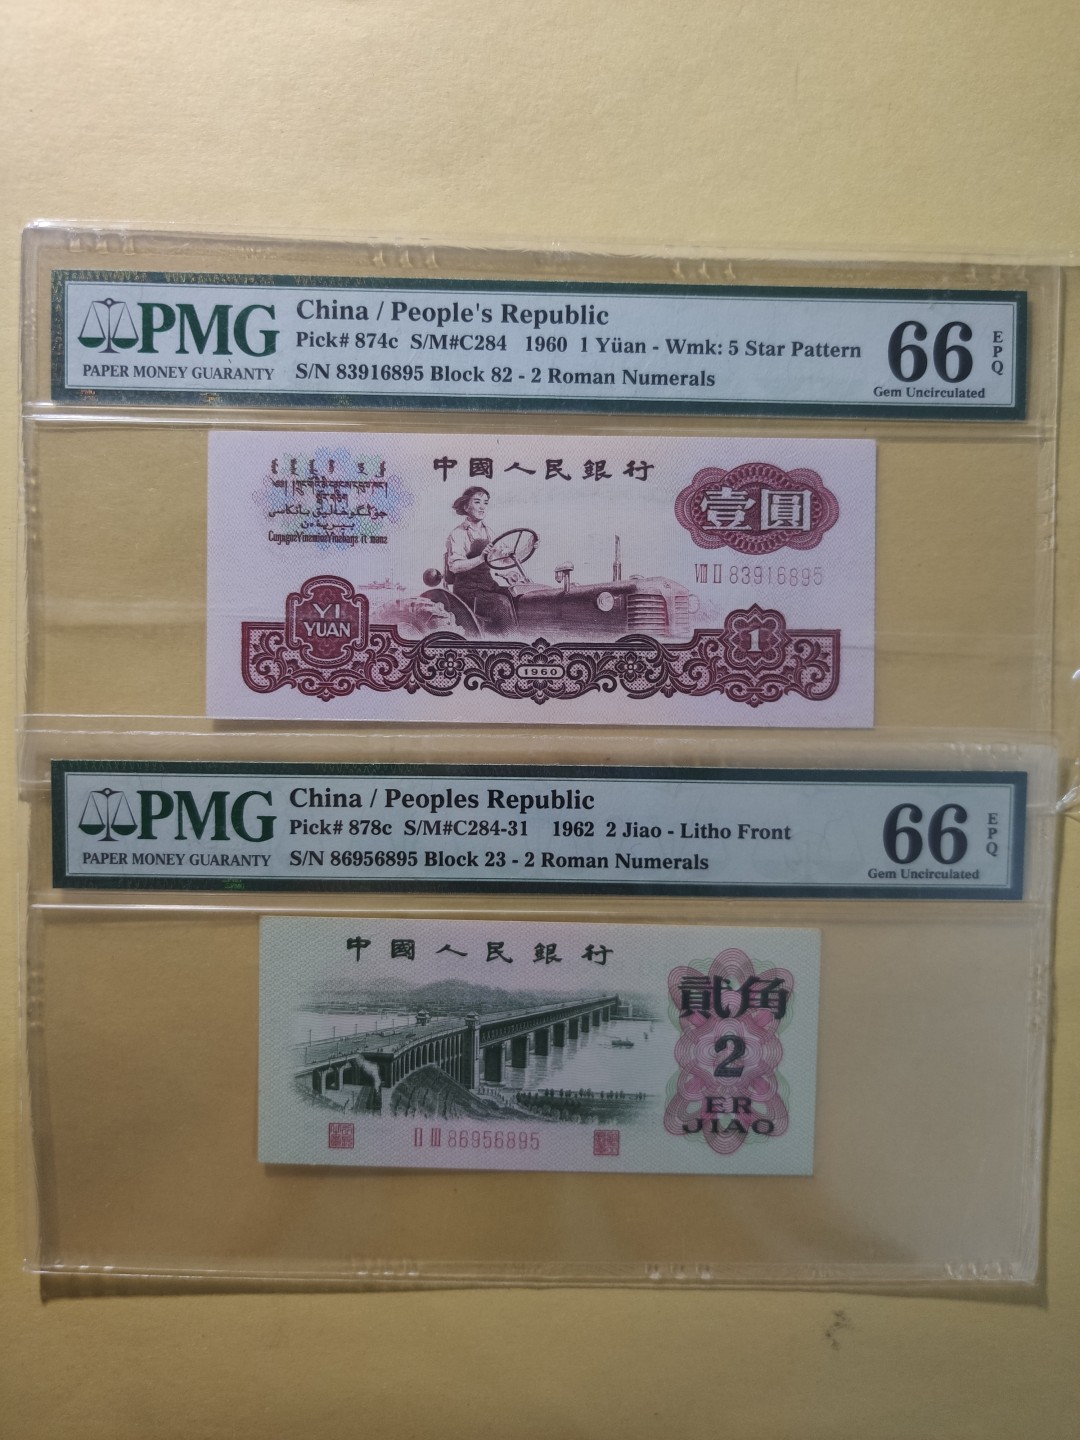 PMG
PAPER MONEY GUARANTY
China / People's Republic
Pick# 874c S/M#C284 1960 1 Yüan - Wmk: 5 Star Pattern
S/N 83916895 Block 82 - 2 Roman Numerals
66
EPQ
Gem Uncirculated
中國人民銀行
壹圓
VIII II 83916895
YI
YUAN
1
1960
PMG
PAPER MONEY GUARANTY
China / Peoples Republic
Pick# 878c S/M#C284-31 1962 2 Jiao - Litho Front
S/N 86956895 Block 23 - 2 Roman Numerals
66
EPQ
Gem Uncirculated
中國人民銀行
貳角
2
ER
JIAO
II III 86956895